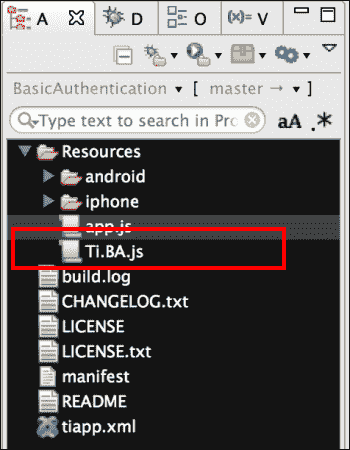 A D O (x)= V
BasicAuthentication [ master → ]
Type text to search in Pro aA .*
Resources
android
iphone
app.js
Ti.BA.js
build.log
CHANGELOG.txt
LICENSE
LICENSE.txt
manifest
README
tiapp.xml